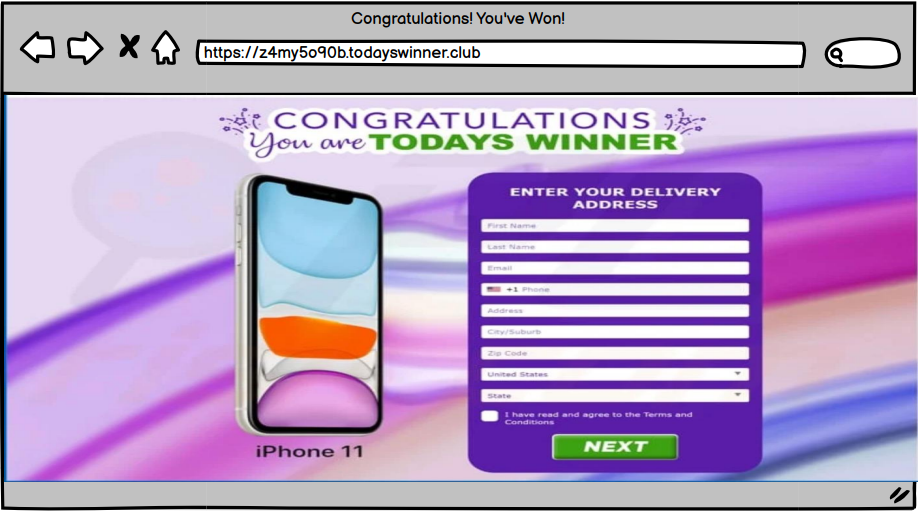 Congratulations! You've Won!
https://z4my5o90b.todayswinner.club
CONGRATULATIONS
You are TODAYS WINNER
ENTER YOUR DELIVERY
ADDRESS
First Name
Last Name
Email
+1 Phone
Address
City/Suburb
Zip Code
United States
State
I have read and agree to the Terms and
Conditions
NEXT
iPhone 11